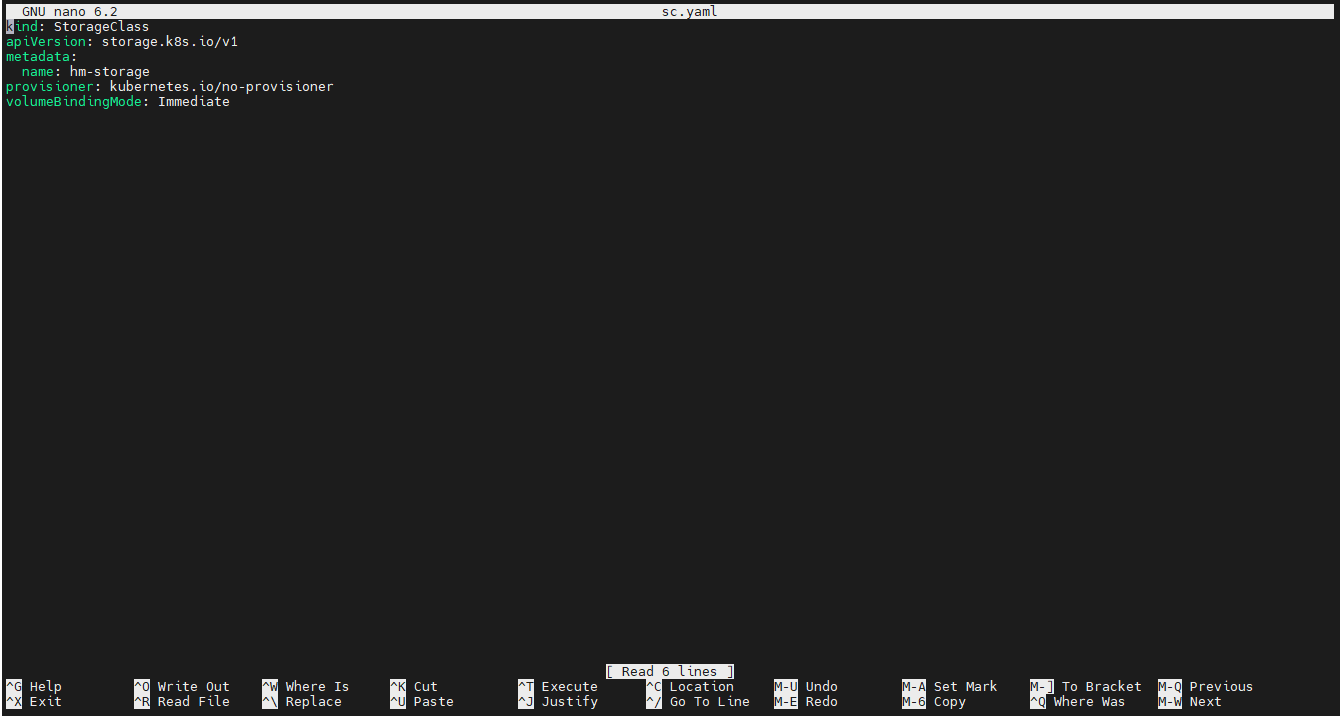 GNU nano 6.2 sc.yaml
kind: StorageClass
apiVersion: storage.k8s.io/v1
metadata:
  name: hm-storage
provisioner: kubernetes.io/no-provisioner
volumeBindingMode: Immediate
[ Read 6 lines ]
^G Help ^O Write Out ^W Where Is ^K Cut ^T Execute ^C Location M-U Undo M-A Set Mark M-] To Bracket M-Q Previous
^X Exit ^R Read File ^\ Replace ^U Paste ^J Justify ^/ Go To Line M-E Redo M-6 Copy ^Q Where Was M-W Next